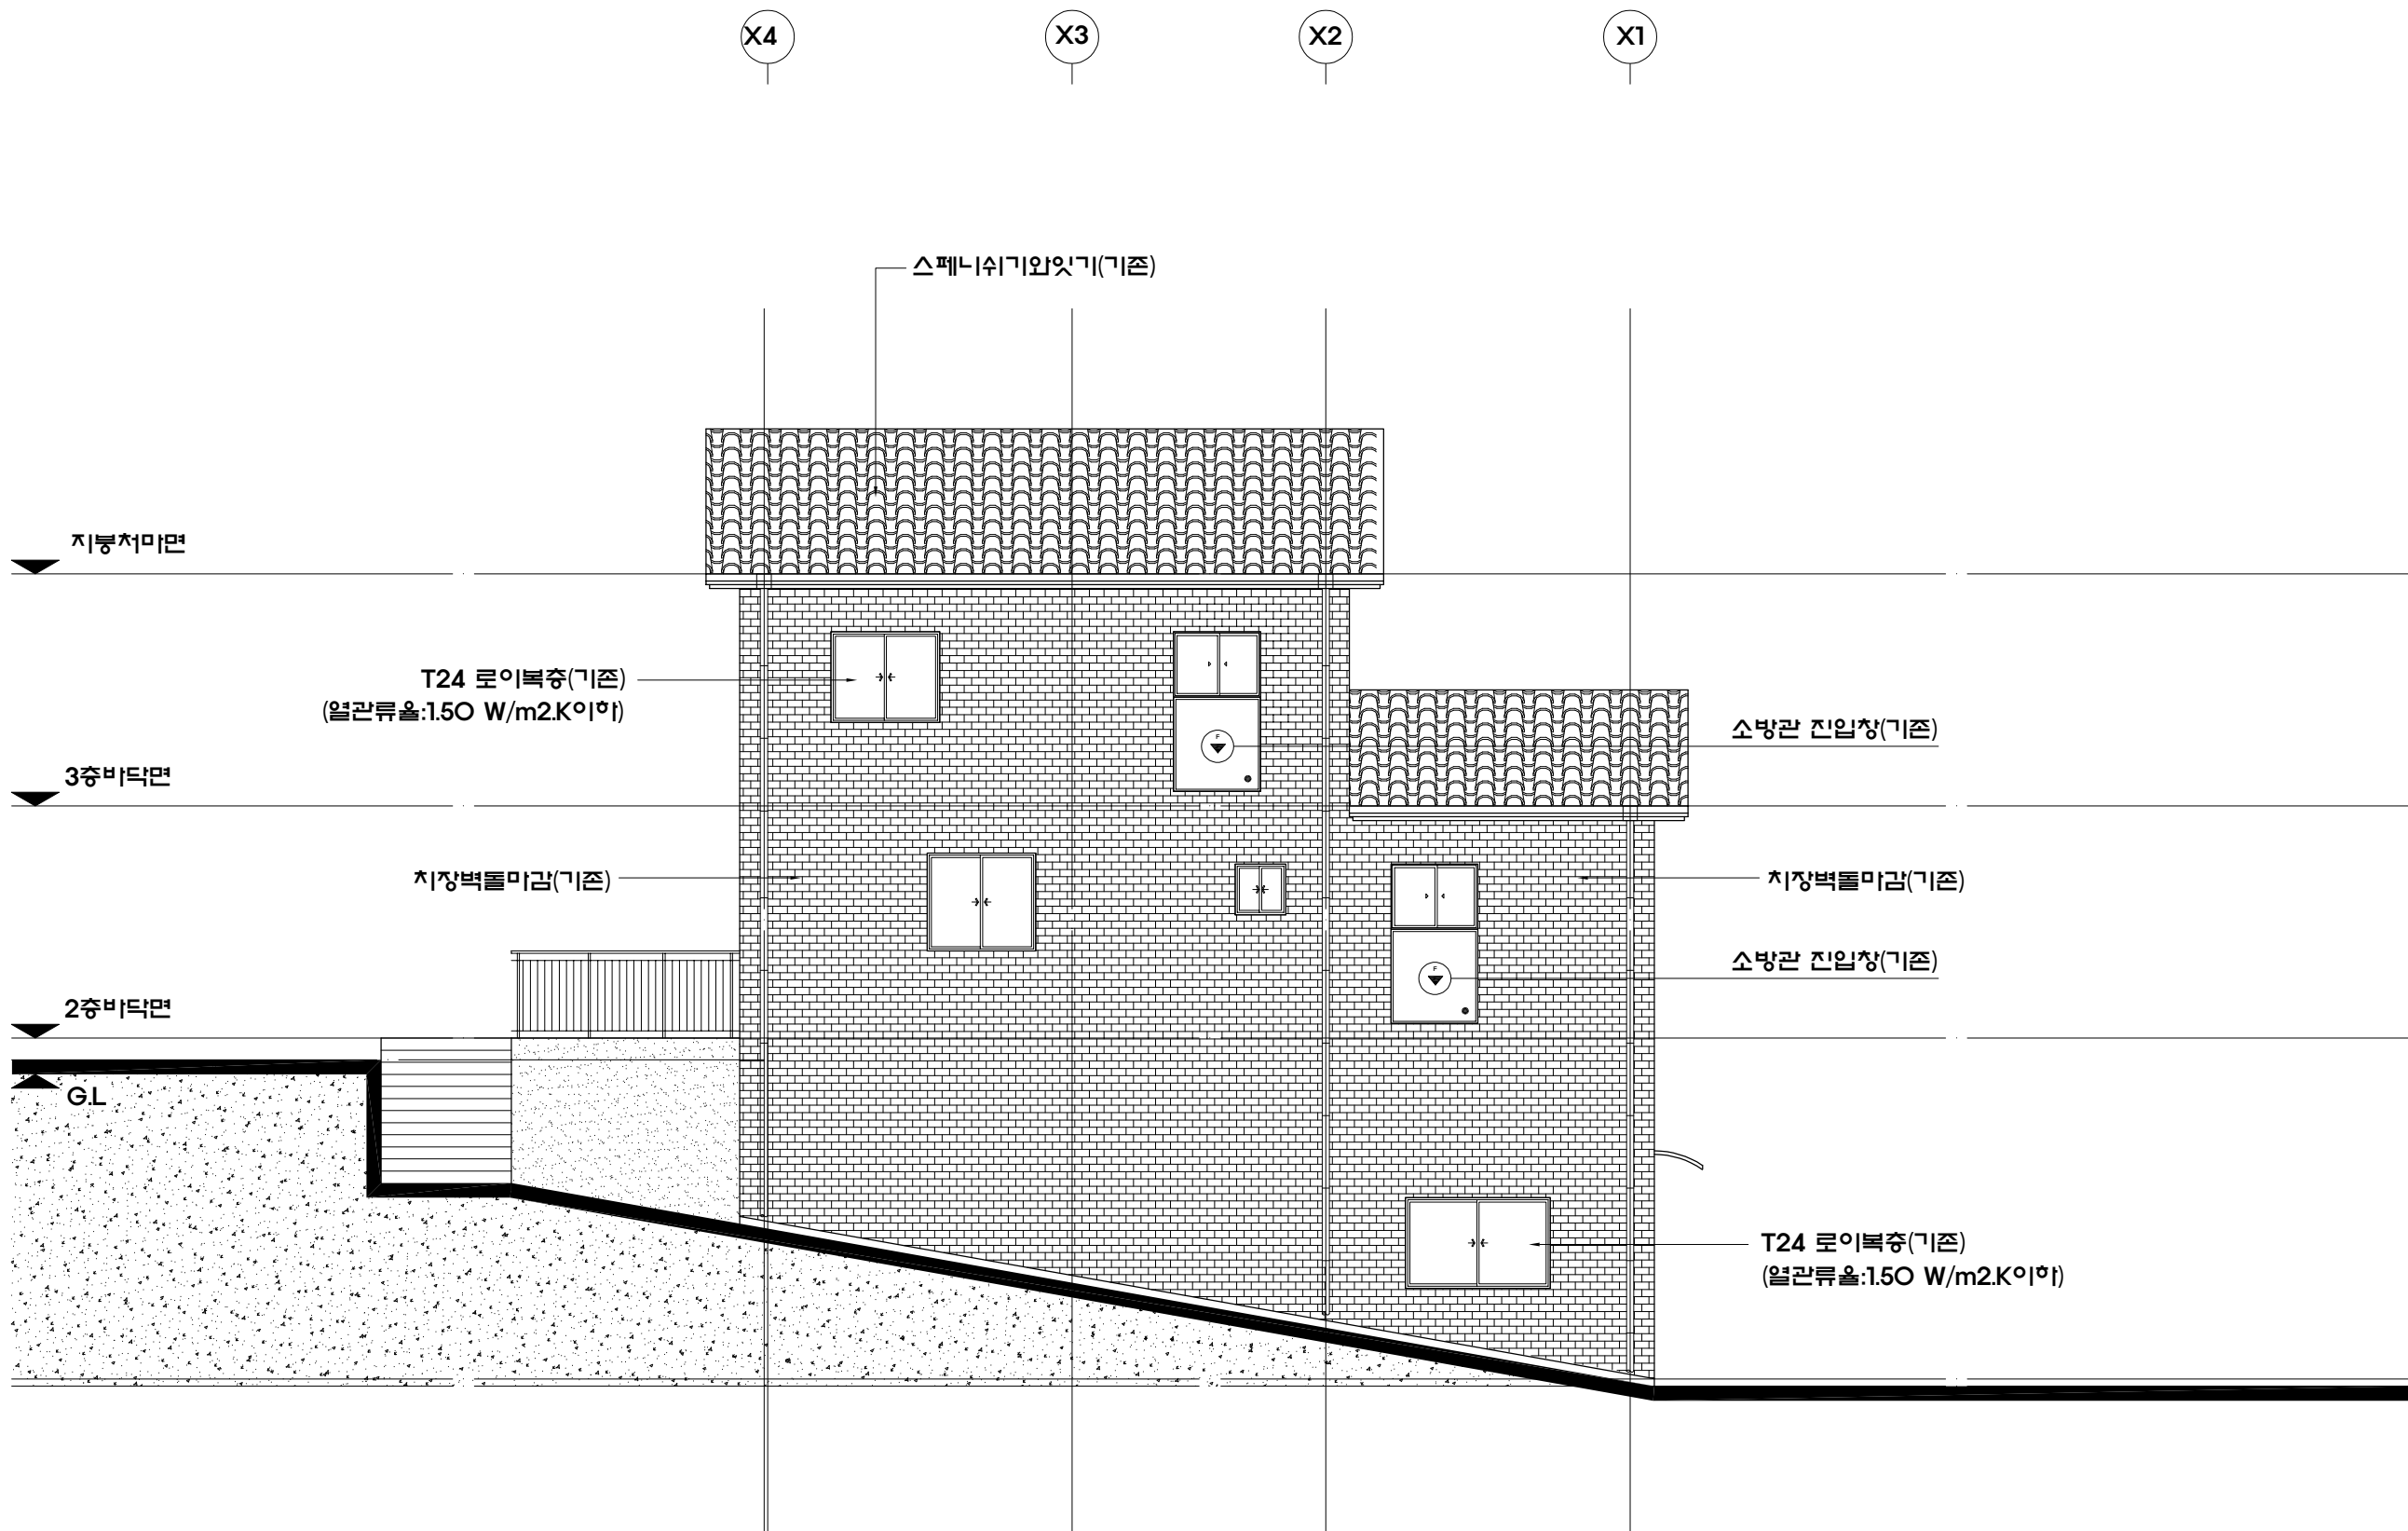 X4
X3
X2
X1
스페니쉬기와잇기(기존)
지붕처마면
T24 로이복층(기존)
(열관류율:1.50 W/m2.K이하)
소방관 진입창(기존)
F
3층바닥면
치장벽돌마감(기존)
치장벽돌마감(기존)
소방관 진입창(기존)
F
2층바닥면
G.L
T24 로이복층(기존)
(열관류율:1.50 W/m2.K이하)